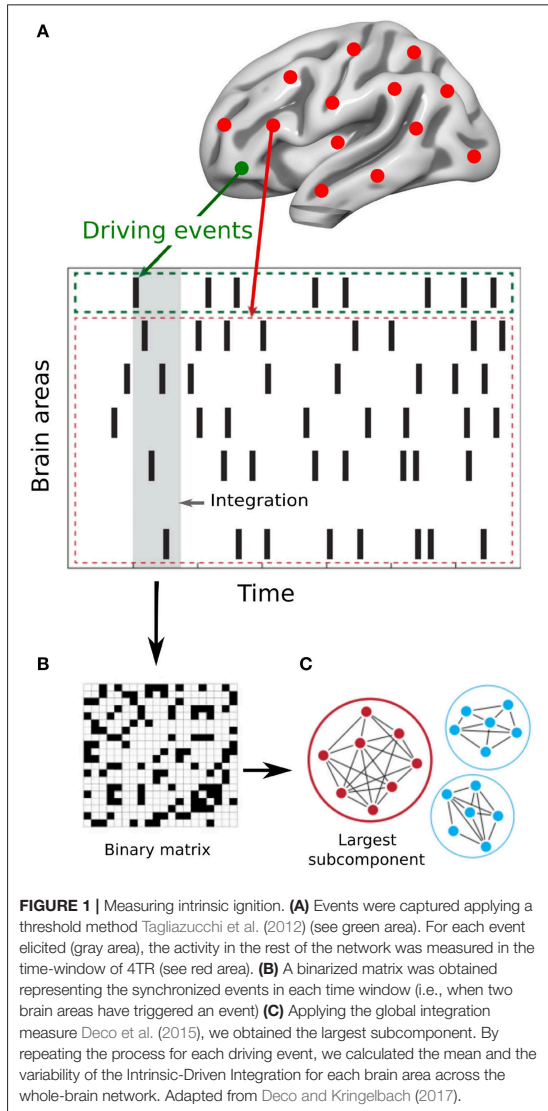 A
Driving events
Brain areas
Integration
Time
B
C
Binary matrix
Largest
subcomponent
FIGURE 1 | Measuring intrinsic ignition. (A) Events were captured applying a
threshold method Tagliazucchi et al. (2012) (see green area). For each event
elicited (gray area), the activity in the rest of the network was measured in the
time-window of 4TR (see red area). (B) A binarized matrix was obtained
representing the synchronized events in each time window (i.e., when two
brain areas have triggered an event) (C) Applying the global integration
measure Deco et al. (2015), we obtained the largest subcomponent. By
repeating the process for each driving event, we calculated the mean and the
variability of the Intrinsic-Driven Integration for each brain area across the
whole-brain network. Adapted from Deco and Kringelbach (2017).